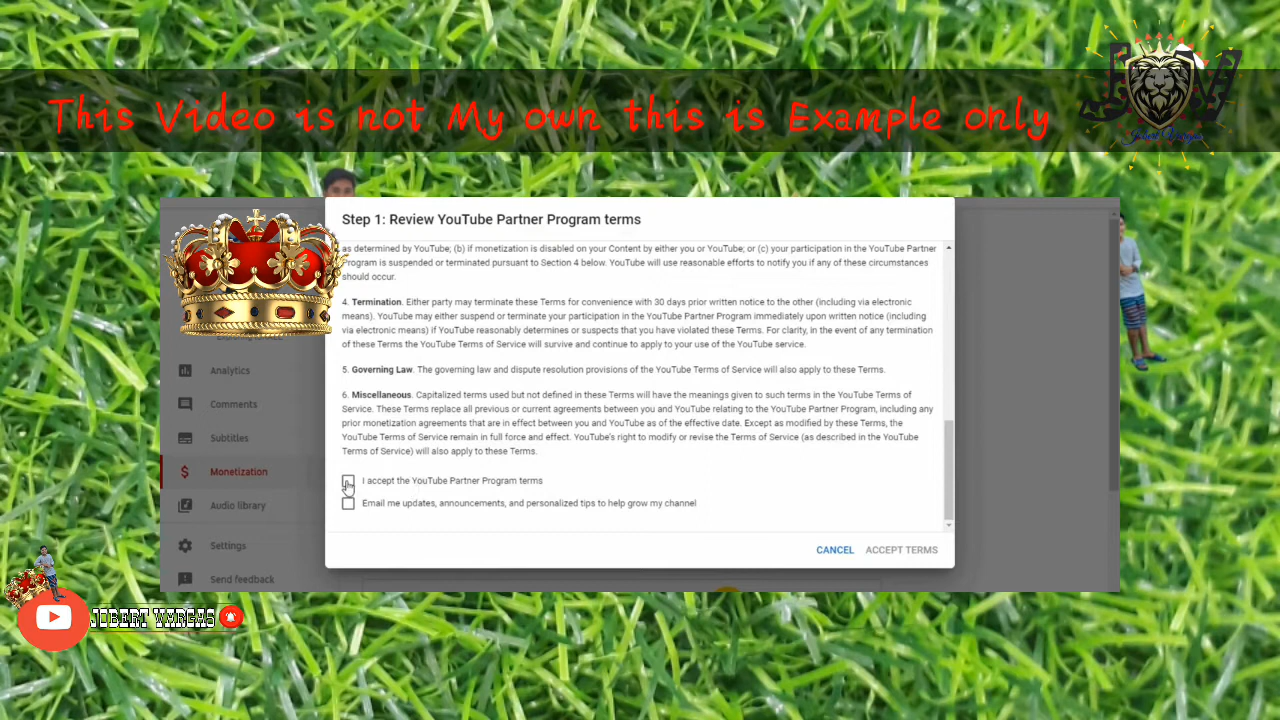 This Video is not My own this is Example only
Jobert Vargas
Step 1: Review YouTube Partner Program terms
as determined by YouTube; (b) if monetization is disabled on your Content by either you or YouTube; or (c) your participation in the YouTube Partner
Program is suspended or terminated pursuant to Section 4 below. YouTube will use reasonable efforts to notify you if any of these circumstances
should occur.
4. Termination. Either party may terminate these Terms for convenience with 30 days prior written notice to the other (including via electronic
means). YouTube may either suspend or terminate your participation in the YouTube Partner Program immediately upon written notice (including
via electronic means) if YouTube reasonably determines or suspects that you have violated these Terms. For clarity, in the event of any termination
of these Terms the YouTube Terms of Service will survive and continue to apply to your use of the YouTube service.
5. Governing Law. The governing law and dispute resolution provisions of the YouTube Terms of Service will also apply to these Terms.
6. Miscellaneous. Capitalized terms used but not defined in these Terms will have the meanings given to such terms in the YouTube Terms of
Service. These Terms replace all previous or current agreements between you and YouTube relating to the YouTube Partner Program, including any
prior monetization agreements that are in effect between you and YouTube as of the effective date. Except as modified by these Terms, the
YouTube Terms of Service remain in full force and effect. YouTube's right to modify or revise the Terms of Service (as described in the YouTube
Terms of Service) will also apply to these Terms.
I accept the YouTube Partner Program terms
Email me updates, announcements, and personalized tips to help grow my channel
CANCEL ACCEPT TERMS
Analytics
Comments
Subtitles
Monetization
Audio library
Settings
Send feedback
JOBERT VARGAS